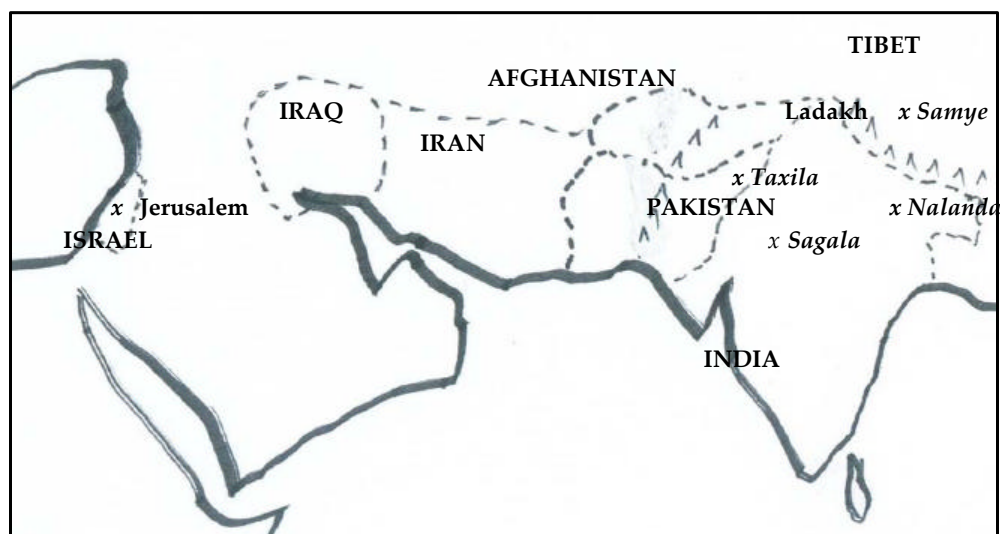 TIBET
AFGHANISTAN
IRAQ
Ladakh x Samye
IRAN
x Taxila
x Jerusalem
PAKISTAN
x Nalanda
ISRAEL
x Sagala
INDIA